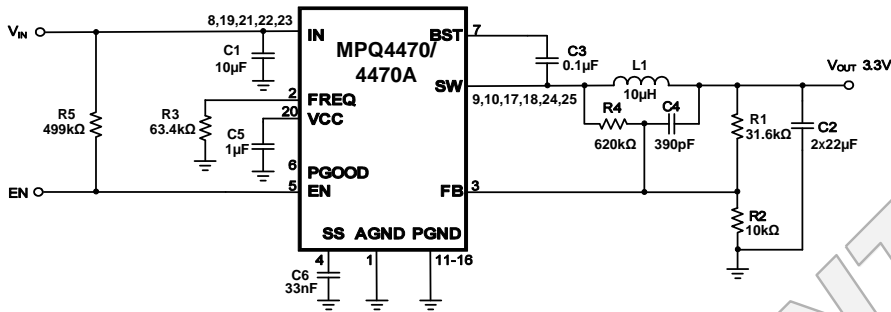 8,19,21,22,23
V_IN
IN
BST
7
MPQ4470/
4470A
C1
10µF
C3
0.1µF
L1
10µH
V_OUT 3.3V
SW
9,10,17,18,24,25
2
FREQ
20
VCC
R5
499kΩ
R3
63.4kΩ
C5
1µF
R4
620kΩ
C4
390pF
R1
31.6kΩ
C2
2x22µF
6
PGOOD
EN
5
EN
FB
3
R2
10kΩ
SS AGND PGND
4
1
11-16
C6
33nF